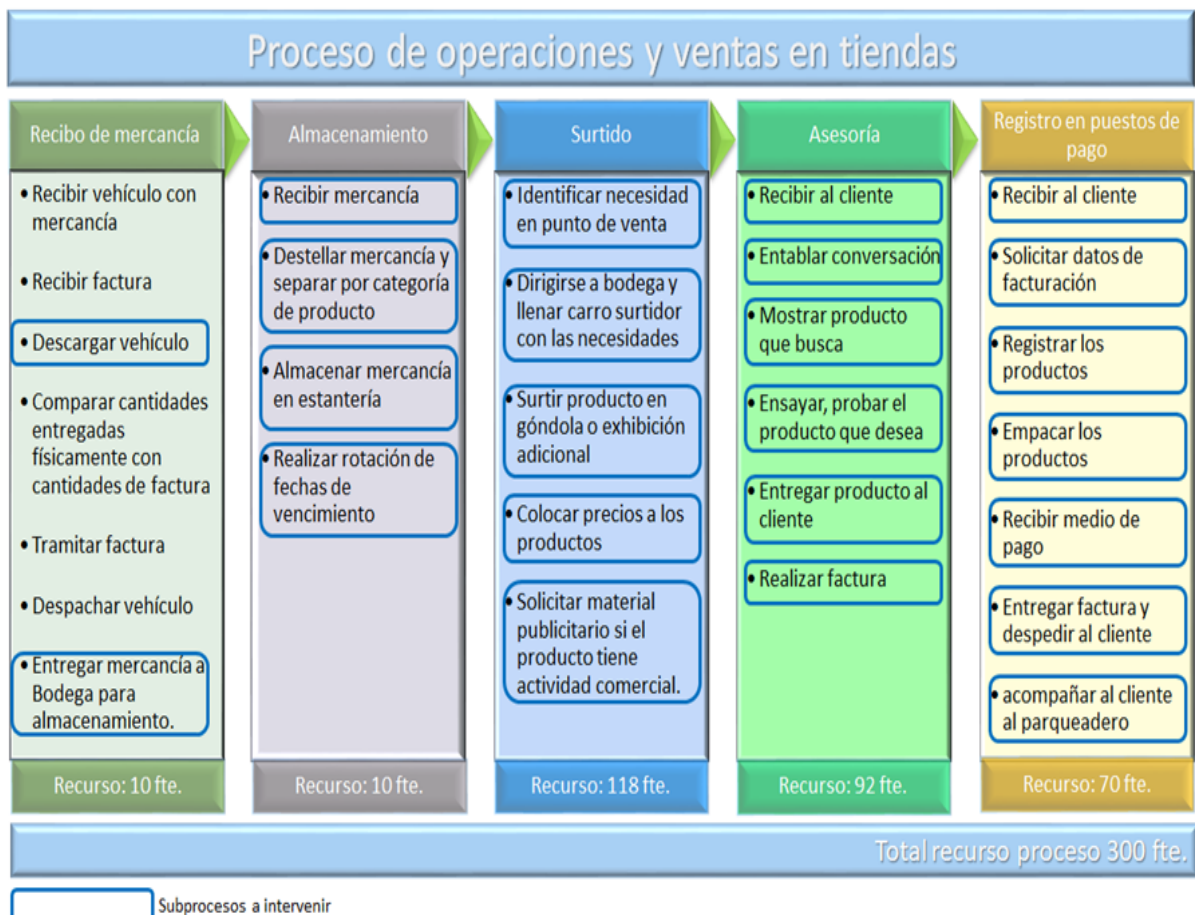 Proceso de operaciones y ventas en tiendas
Recibo de mercancía
• Recibir vehículo con
mercancía
• Recibir factura
• Descargar vehículo
• Comparar cantidades
entregadas
físicamente con
cantidades de factura
• Tramitar factura
• Despachar vehículo
• Entregar mercancía a
Bodega para
almacenamiento.
Recurso: 10 fte.
Almacenamiento
• Recibir mercancía
• Destellar mercancía y
separar por categoría
de producto
• Almacenar mercancía
en estantería
• Realizar rotación de
fechas de
vencimiento
Recurso: 10 fte.
Surtido
• Identificar necesidad
en punto de venta
• Dirigirse a bodega y
llenar carro surtidor
con las necesidades
• Surtir producto en
góndola o exhibición
adicional
• Colocar precios a los
productos
• Solicitar material
publicitario si el
producto tiene
actividad comercial.
Recurso: 118 fte.
Asesoría
• Recibir al cliente
• Entablar conversación
• Mostrar producto
que busca
• Ensayar, probar el
producto que desea
• Entregar producto al
cliente
• Realizar factura
Recurso: 92 fte.
Registro en puestos de
pago
• Recibir al cliente
• Solicitar datos de
facturación
• Registrar los
productos
• Empacar los
productos
• Recibir medio de
pago
• Entregar factura y
despedir al cliente
• acompañar al cliente
al parqueadero
Recurso: 70 fte.
Total recurso proceso 300 fte.
Subprocesos a intervenir